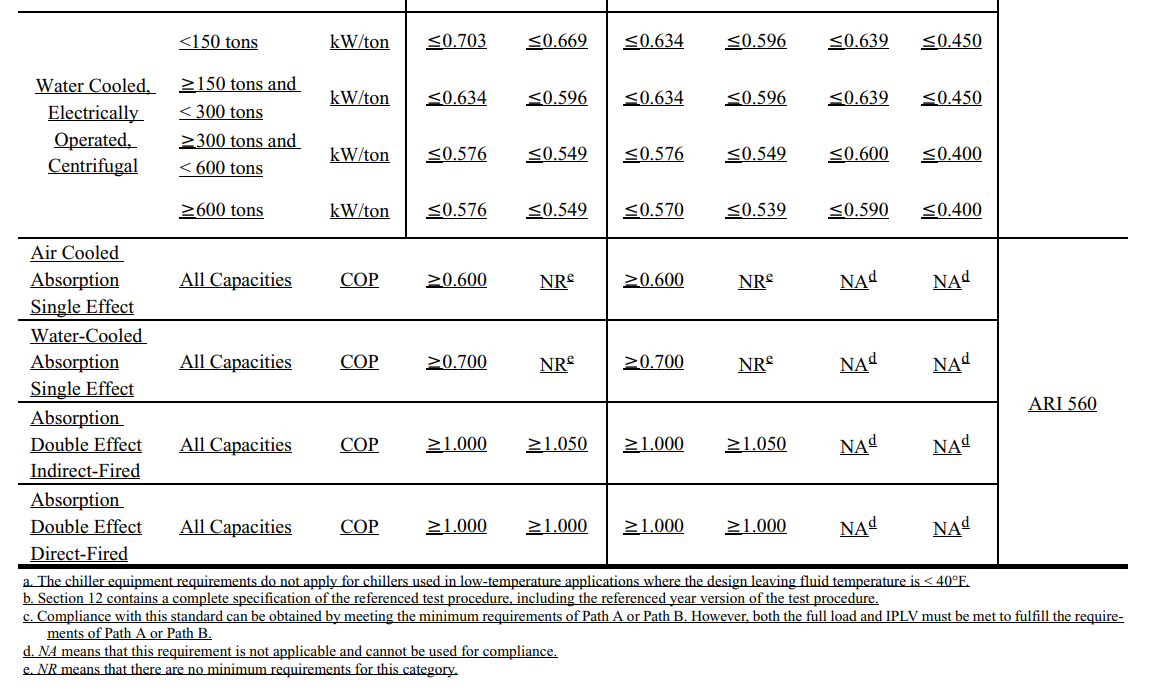 <150 tons kW/ton ≤0.703 ≤0.669 ≤0.634 ≤0.596 ≤0.639 ≤0.450
Water Cooled,
Electrically
Operated,
Centrifugal
≥150 tons and
< 300 tons
kW/ton ≤0.634 ≤0.596 ≤0.634 ≤0.596 ≤0.639 ≤0.450
≥300 tons and
< 600 tons
kW/ton ≤0.576 ≤0.549 ≤0.576 ≤0.549 ≤0.600 ≤0.400
≥600 tons kW/ton ≤0.576 ≤0.549 ≤0.570 ≤0.539 ≤0.590 ≤0.400
Air Cooled
Absorption
Single Effect
All Capacities COP ≥0.600 NRᵉ ≥0.600 NRᵉ NAᵈ NAᵈ
Water-Cooled
Absorption
Single Effect
All Capacities COP ≥0.700 NRᵉ ≥0.700 NRᵉ NAᵈ NAᵈ
ARI 560
Absorption
Double Effect
Indirect-Fired
All Capacities COP ≥1.000 ≥1.050 ≥1.000 ≥1.050 NAᵈ NAᵈ
Absorption
Double Effect
Direct-Fired
All Capacities COP ≥1.000 ≥1.000 ≥1.000 ≥1.000 NAᵈ NAᵈ
a. The chiller equipment requirements do not apply for chillers used in low-temperature applications where the design leaving fluid temperature is < 40°F.
b. Section 12 contains a complete specification of the referenced test procedure, including the referenced year version of the test procedure.
c. Compliance with this standard can be obtained by meeting the minimum requirements of Path A or Path B. However, both the full load and IPLV must be met to fulfill the require-
ments of Path A or Path B.
d. NA means that this requirement is not applicable and cannot be used for compliance.
e. NR means that there are no minimum requirements for this category.